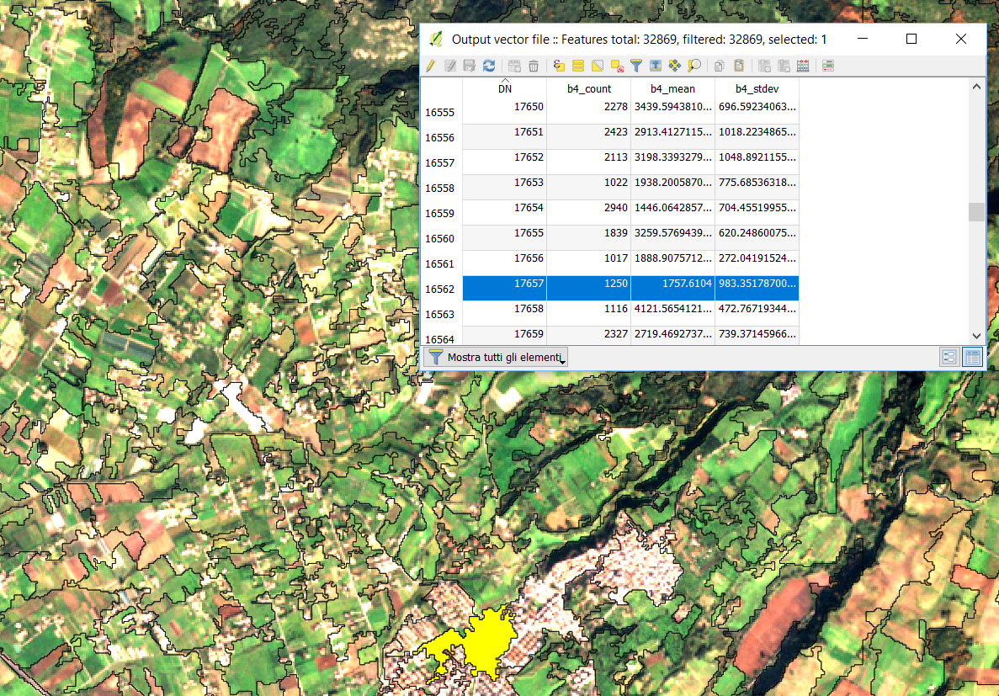 Output vector file :: Features total: 32869, filtered: 32869, selected: 1
DN b4_count b4_mean b4_stdev
16555 17650 2278 3439.5943810... 696.59234063...
16556 17651 2423 2913.4127115... 1018.2234865...
16557 17652 2113 3198.3393279... 1048.8921155...
16558 17653 1022 1938.2005870... 775.68536318...
16559 17654 2940 1446.0642857... 704.45519955...
16560 17655 1839 3259.5769439... 620.24860075...
16561 17656 1017 1888.9075712... 272.04191524...
16562 17657 1250 1757.6104 983.35178700...
16563 17658 1116 4121.5654121... 472.76719344...
16564 17659 2327 2719.4692737... 739.37145966...
Mostra tutti gli elementi